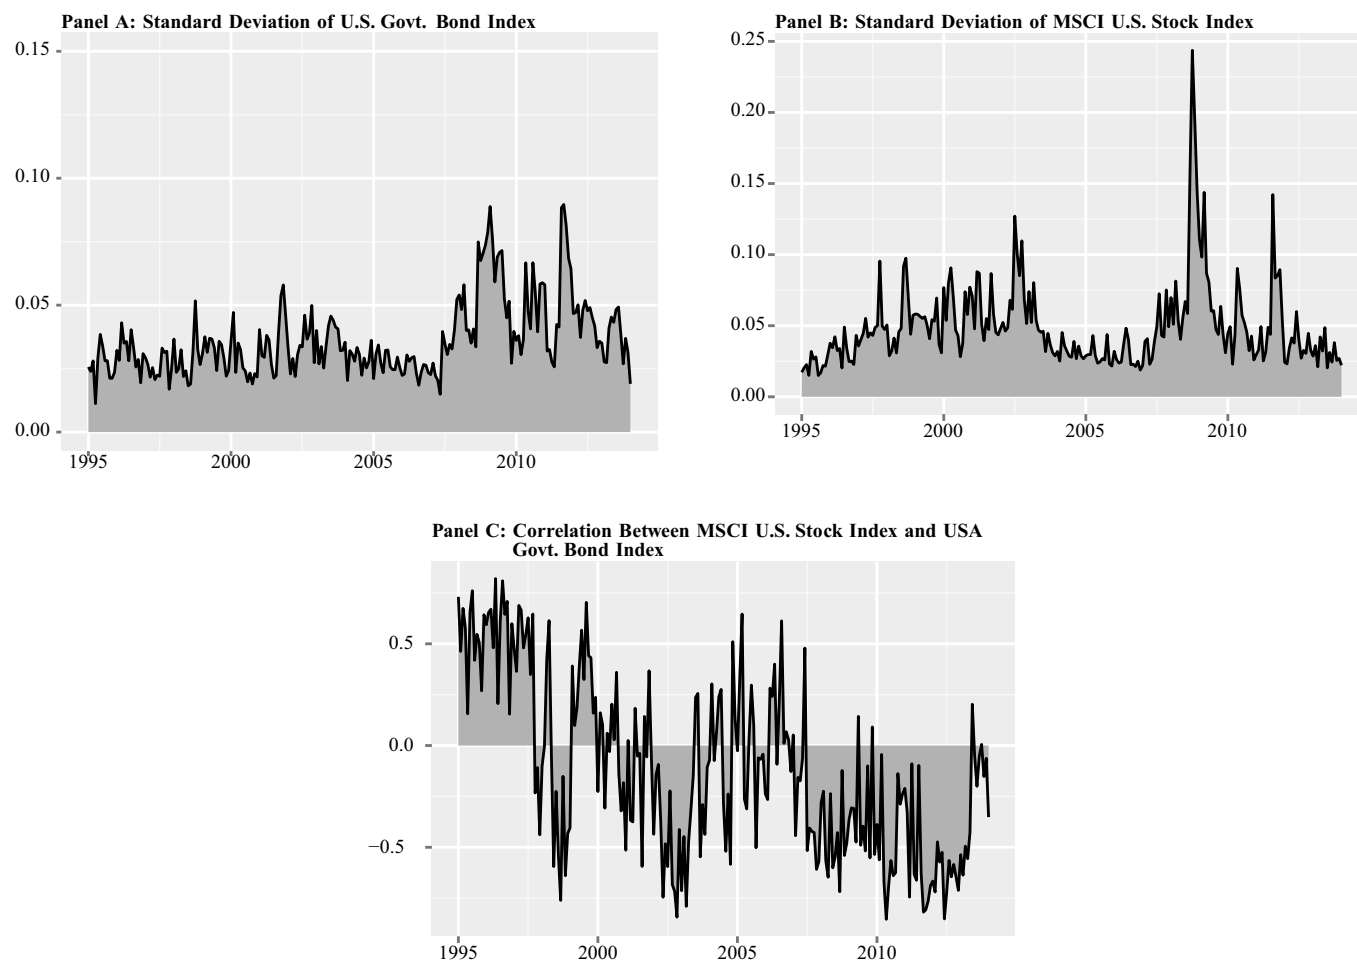 Panel A: Standard Deviation of U.S. Govt. Bond Index
0.15
0.10
0.05
0.00
1995 2000 2005 2010
Panel B: Standard Deviation of MSCI U.S. Stock Index
0.25
0.20
0.15
0.10
0.05
0.00
1995 2000 2005 2010
Panel C: Correlation Between MSCI U.S. Stock Index and USA
Govt. Bond Index
0.5
0.0
−0.5
1995 2000 2005 2010